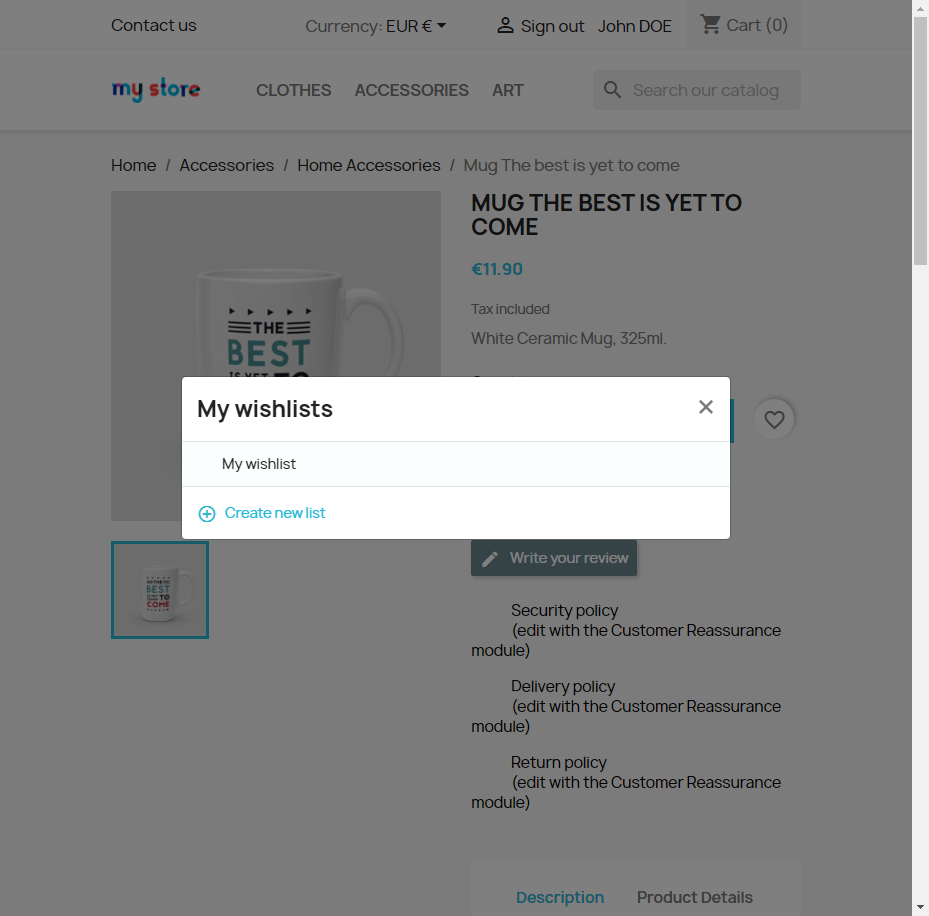 Contact us
Currency: EUR €
Sign out
John DOE
Cart (0)
my store
CLOTHES
ACCESSORIES
ART
Search our catalog
Home / Accessories / Home Accessories / Mug The best is yet to come
THE
BEST
MUG THE BEST IS YET TO
COME
€11.90
Tax included
White Ceramic Mug, 325ml.
My wishlists
My wishlist
Create new list
BEST
TO
COME
Write your review
Security policy
(edit with the Customer Reassurance
module)
Delivery policy
(edit with the Customer Reassurance
module)
Return policy
(edit with the Customer Reassurance
module)
Description
Product Details